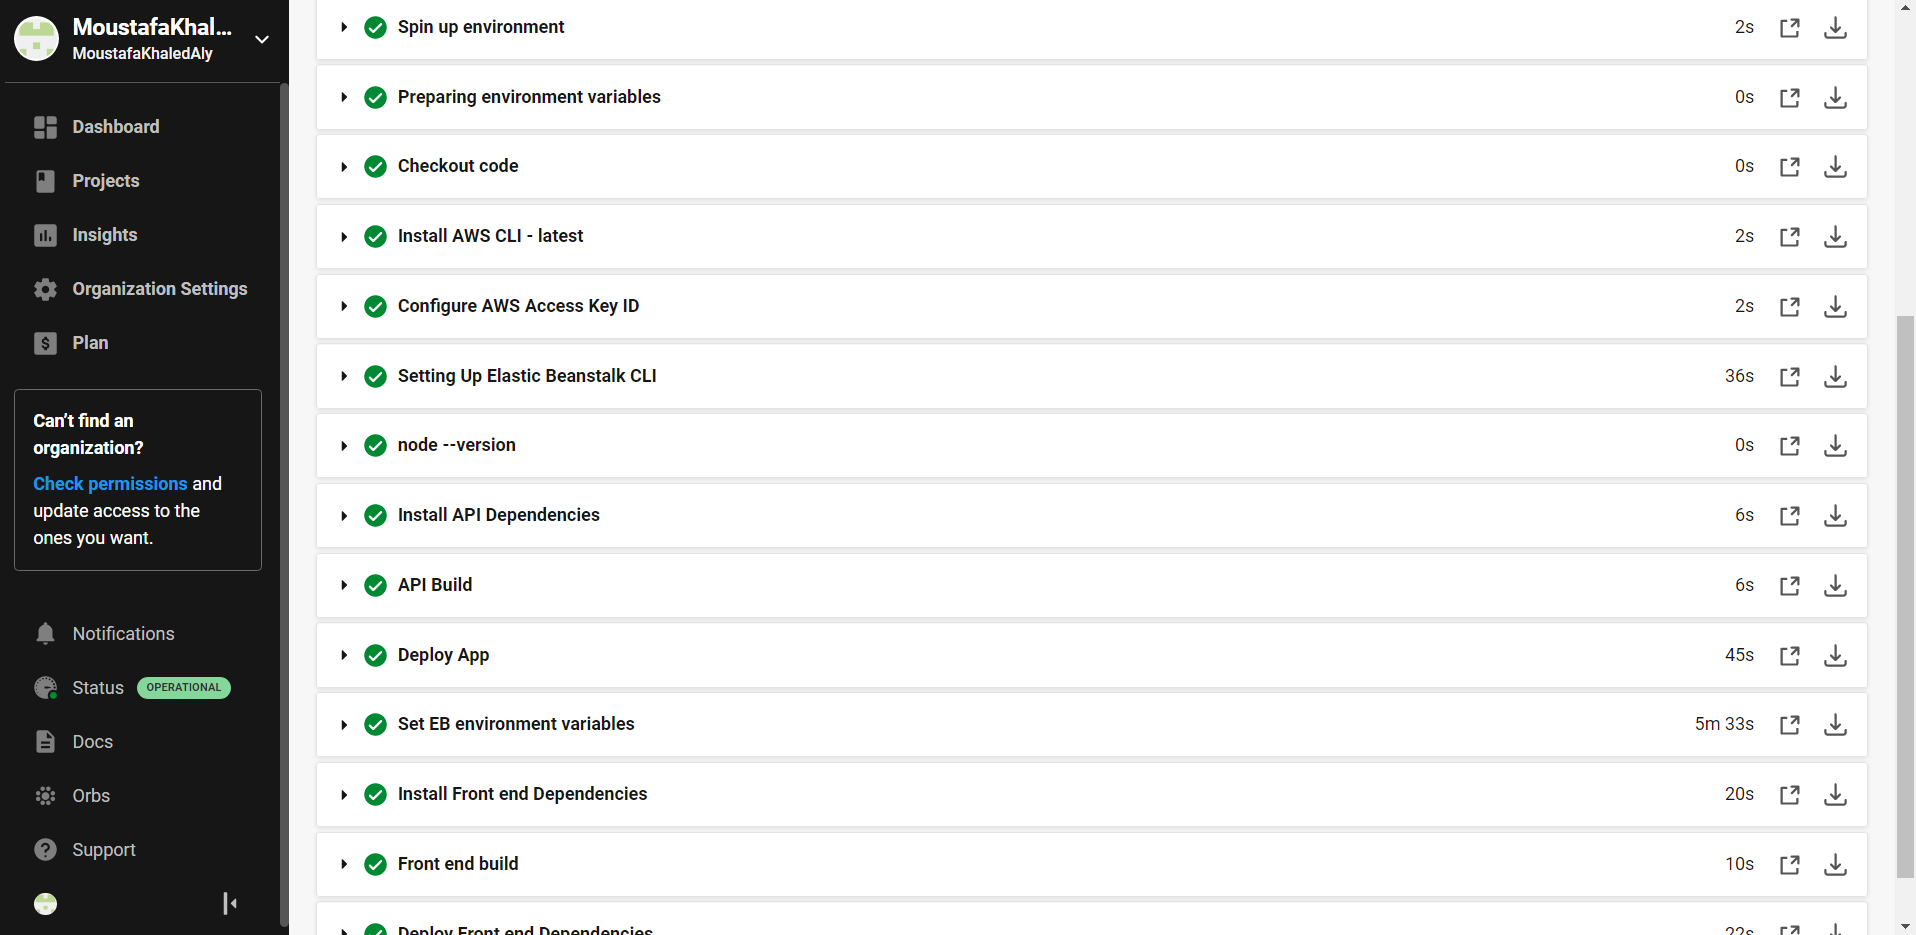 MoustafaKhal...
MoustafaKhaledAly
Dashboard
Projects
Insights
Organization Settings
Plan
Can't find an
organization?
Check permissions and
update access to the
ones you want.
Notifications
Status OPERATIONAL
Docs
Orbs
Support
Spin up environment 2s
Preparing environment variables 0s
Checkout code 0s
Install AWS CLI - latest 2s
Configure AWS Access Key ID 2s
Setting Up Elastic Beanstalk CLI 36s
node --version 0s
Install API Dependencies 6s
API Build 6s
Deploy App 45s
Set EB environment variables 5m 33s
Install Front end Dependencies 20s
Front end build 10s
Deploy Front end Dependencies 22s